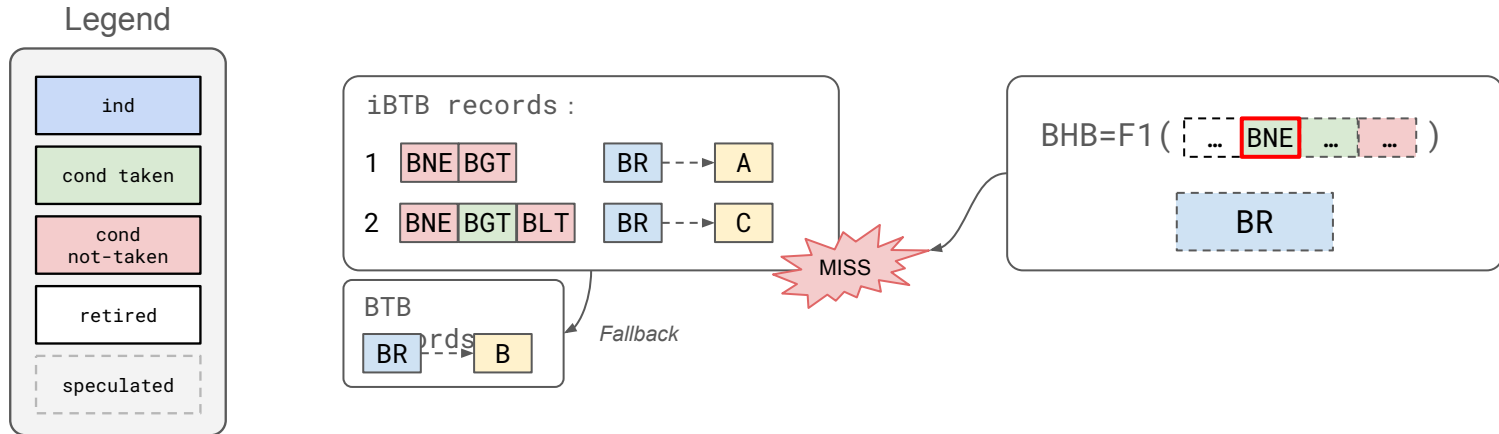 Legend
ind
cond taken
cond
not-taken
retired
speculated
iBTB records :
1 BNE BGT BR A
2 BNE BGT BLT BR C
MISS
BTB
ords
BR B
Fallback
BHB=F1( … BNE … … )
BR